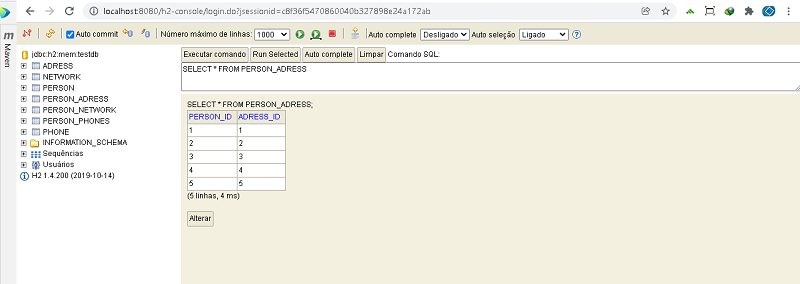 localhost:8080/h2-console/login.do?jsessionid=c8f36f5470860040b327898e24a172ab
m Maven
Auto commit Número máximo de linhas: 1000 Auto complete Desligado Auto seleção Ligado
jdbc:h2:mem:testdb
ADRESS
NETWORK
PERSON
PERSON_ADRESS
PERSON_NETWORK
PERSON_PHONES
PHONE
INFORMATION_SCHEMA
Sequências
Usuários
H2 1.4.200 (2019-10-14)
Executar comando Run Selected Auto complete Limpar Comando SQL:
SELECT * FROM PERSON_ADRESS
SELECT * FROM PERSON_ADRESS;
PERSON_ID ADRESS_ID
1 1
2 2
3 3
4 4
5 5
(5 linhas, 4 ms)
Alterar